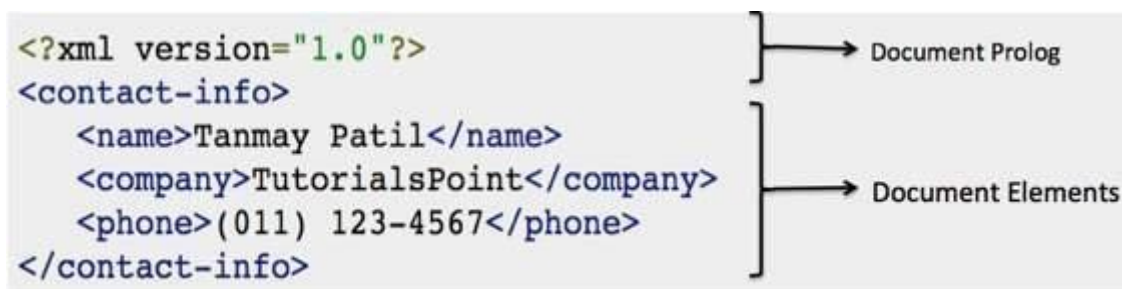 <?xml version="1.0"?>
Document Prolog
<contact-info>
<name>Tanmay Patil</name>
<company>TutorialsPoint</company>
<phone>(011) 123-4567</phone>
</contact-info>
Document Elements